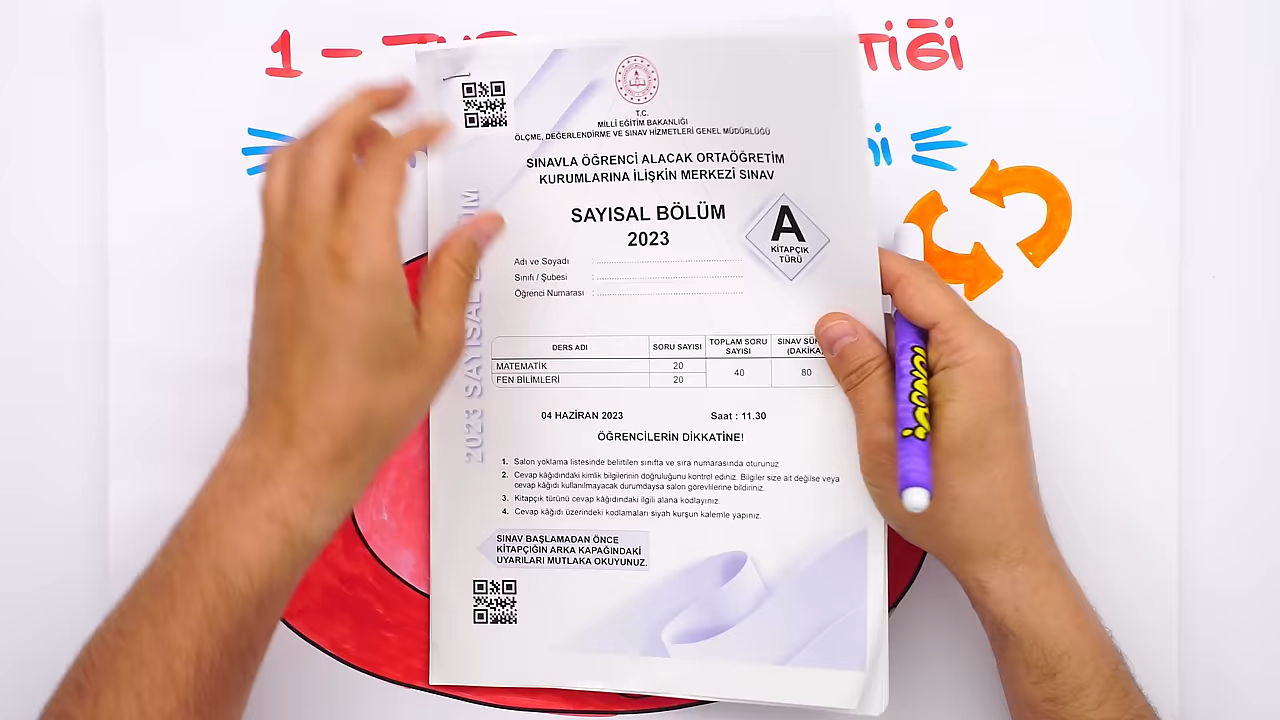 1 –
TİĞİ
T.C.
MİLLİ EĞİTİM BAKANLIĞI
ÖLÇME, DEĞERLENDİRME VE SINAV HİZMETLERİ GENEL MÜDÜRLÜĞÜ
SINAVLA ÖĞRENCİ ALACAK ORTAÖĞRETİM
KURUMLARINA İLİŞKİN MERKEZİ SINAV
SAYISAL BÖLÜM
2023
A
KİTAPÇIK
TÜRÜ
Adı ve Soyadı :
Sınıfı / Şubesi :
Öğrenci Numarası :
2023 SAYISAL
DERS ADI SORU SAYISI TOPLAM SORU SAYISI SINAV (DAKİKA)
MATEMATİK 20 40 80
FEN BİLİMLERİ 20
04 HAZİRAN 2023 Saat : 11.30
ÖĞRENCİLERİN DİKKATİNE!
1. Salon yoklama listesinde belirtilen sınıfta ve sıra numarasında oturunuz.
2. Cevap kâğıdındaki kimlik bilgilerinin doğruluğunu kontrol ediniz. Bilgiler size ait değilse veya
cevap kâğıdı kullanılmayacak durumdaysa salon görevlilerine bildiriniz.
3. Kitapçık türünü cevap kâğıdındaki ilgili alana kodlayınız.
4. Cevap kâğıdı üzerindeki kodlamaları siyah kurşun kalemle yapınız.
SINAV BAŞLAMADAN ÖNCE
KİTAPÇIĞIN ARKA KAPAĞINDAKİ
UYARILARI MUTLAKA OKUYUNUZ.